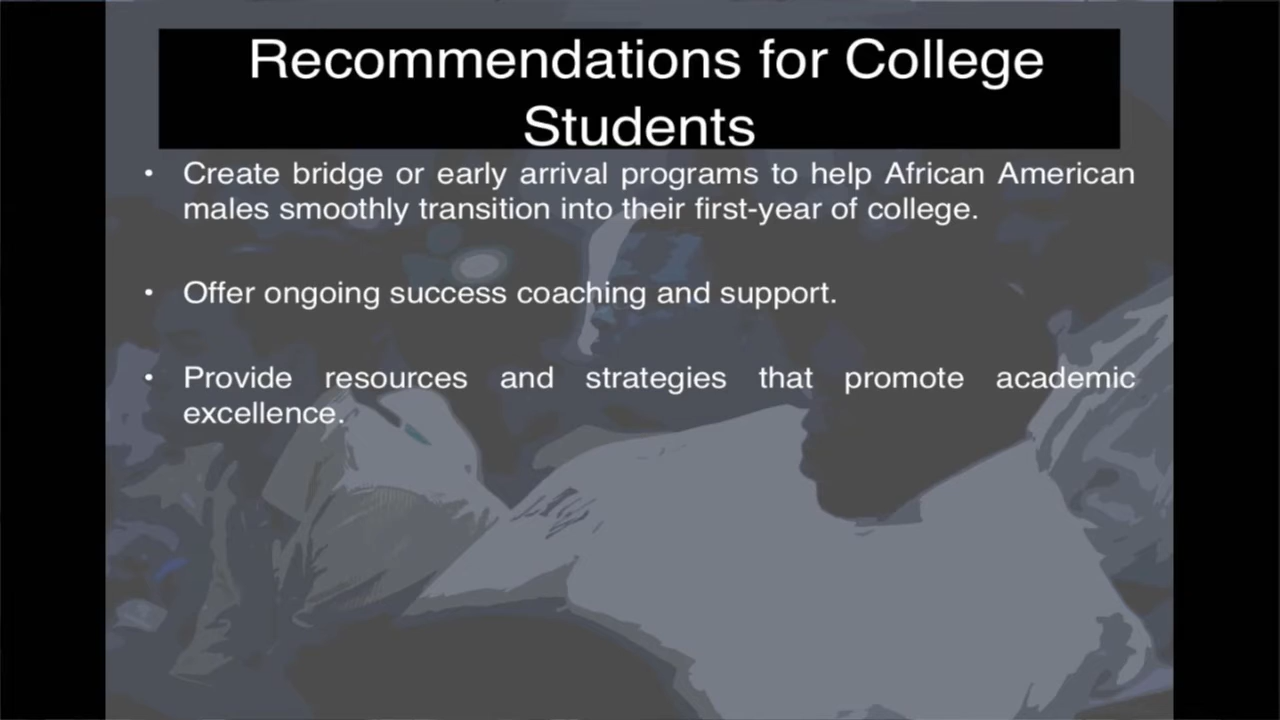 Recommendations for College
Students
• Create bridge or early arrival programs to help African American
males smoothly transition into their first-year of college.
• Offer ongoing success coaching and support.
• Provide resources and strategies that promote academic
excellence.